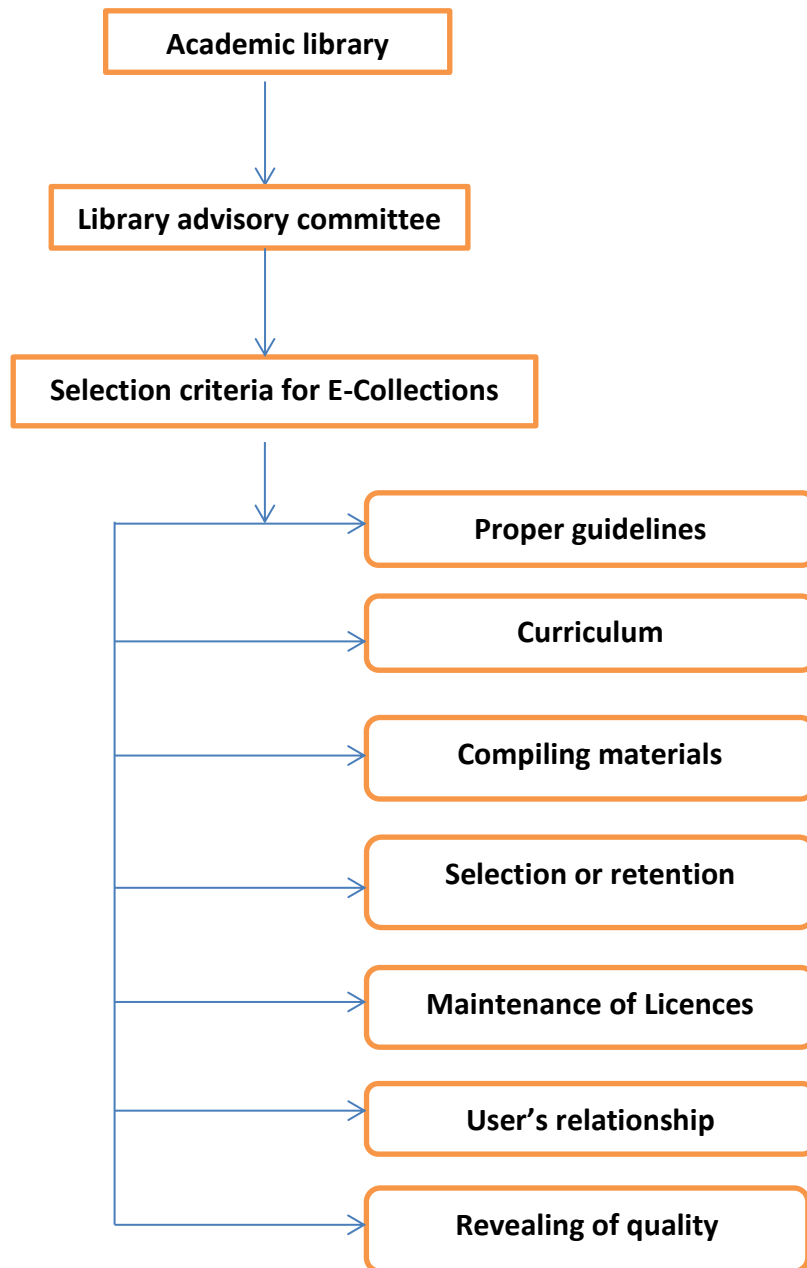 Academic library
Library advisory committee
Selection criteria for E-Collections
Proper guidelines
Curriculum
Compiling materials
Selection or retention
Maintenance of Licences
User’s relationship
Revealing of quality